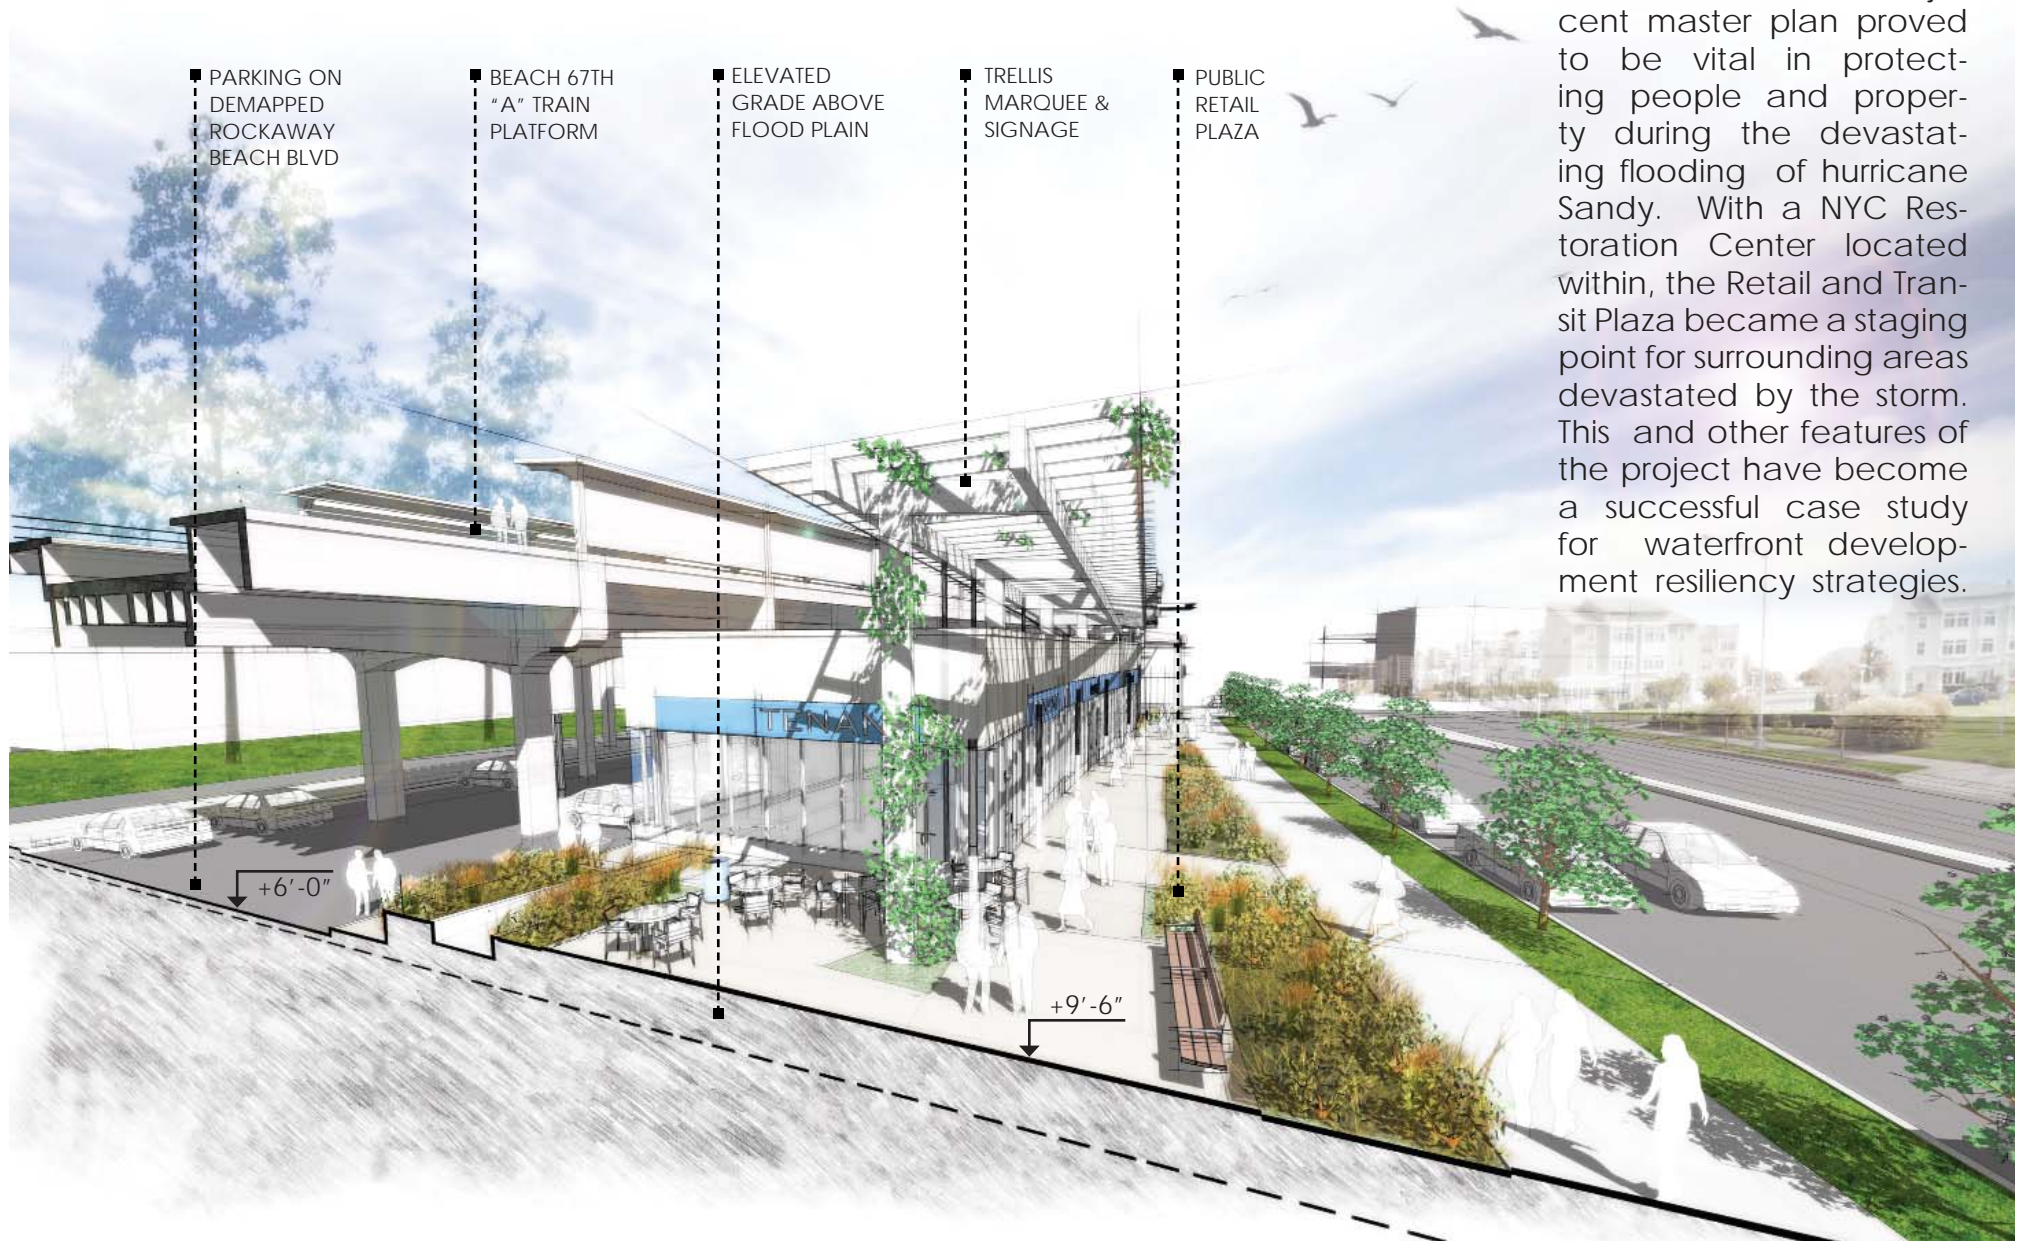 PARKING ON
DEMAPPED
ROCKAWAY
BEACH BLVD
BEACH 67TH
“A” TRAIN
PLATFORM
ELEVATED
GRADE ABOVE
FLOOD PLAIN
TRELLIS
MARQUEE &
SIGNAGE
PUBLIC
RETAIL
PLAZA
cent master plan proved
to be vital in protect-
ing people and proper-
ty during the devastat-
ing flooding of hurricane
Sandy. With a NYC Res-
toration Center located
within, the Retail and Tran-
sit Plaza became a staging
point for surrounding areas
devastated by the storm.
This and other features of
the project have become
a successful case study
for waterfront develop-
ment resiliency strategies.
TENAN
+6’-0”
+9’-6”